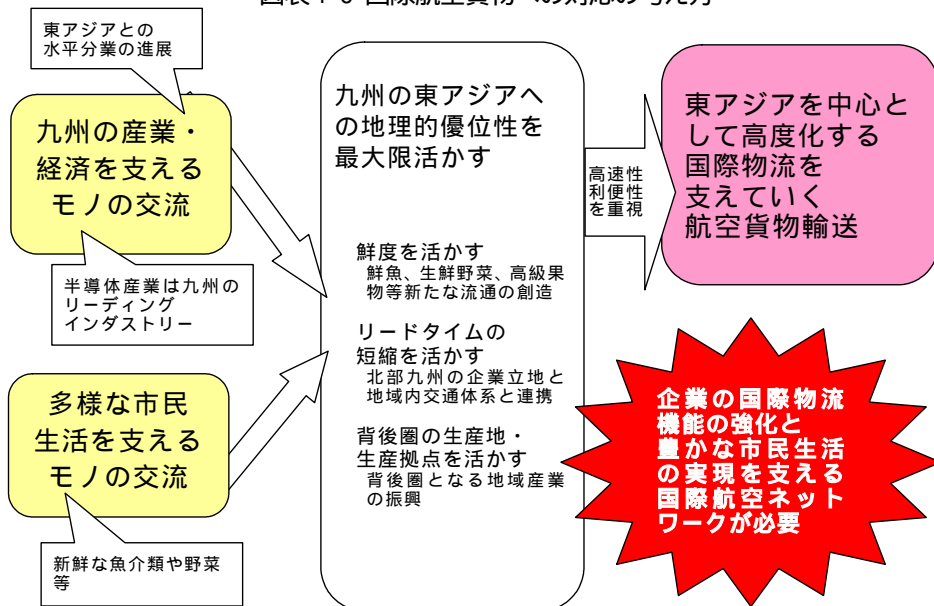 東アジアとの
水平分業の進展
九州の産業・
経済を支える
モノの交流
半導体産業は九州の
リーディング
インダストリー
多様な市民
生活を支える
モノの交流
新鮮な魚介類や野菜
等
九州の東アジアへ
の地理的優位性を
最大限活かす
鮮度を活かす
鮮魚、生鮮野菜、高級果
物等新たな流通の創造
リードタイムの
短縮を活かす
北部九州の企業立地と
地域内交通体系と連携
背後圏の生産地・
生産拠点を活かす
背後圏となる地域産業
の振興
高速性
利便性
を重視
東アジアを中心と
して高度化する
国際物流を
支えていく
航空貨物輸送
企業の国際物流
機能の強化と
豊かな市民生活
の実現を支える
国際航空ネット
ワークが必要